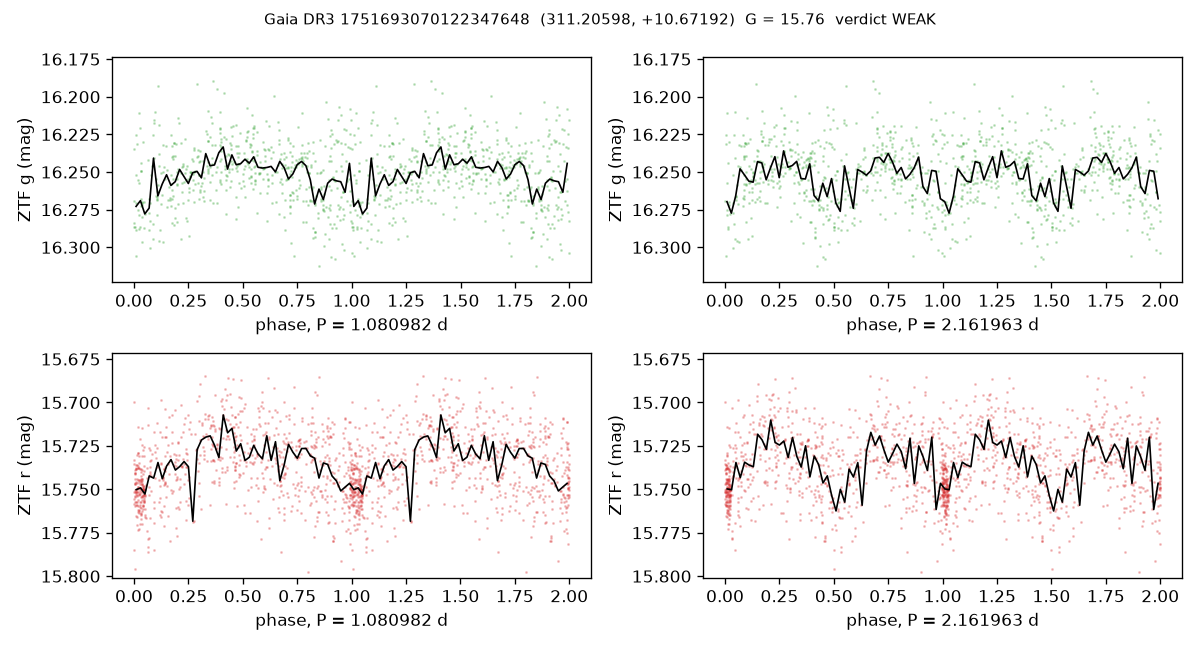 Gaia DR3 1751693070122347648  (311.20598, +10.67192)  G = 15.76  verdict WEAK
ZTF g (mag)
16.175
16.200
16.225
16.250
16.275
16.300
0.00 0.25 0.50 0.75 1.00 1.25 1.50 1.75 2.00
phase, P = 1.080982 d
ZTF g (mag)
16.175
16.200
16.225
16.250
16.275
16.300
0.00 0.25 0.50 0.75 1.00 1.25 1.50 1.75 2.00
phase, P = 2.161963 d
ZTF r (mag)
15.675
15.700
15.725
15.750
15.775
15.800
0.00 0.25 0.50 0.75 1.00 1.25 1.50 1.75 2.00
phase, P = 1.080982 d
ZTF r (mag)
15.675
15.700
15.725
15.750
15.775
15.800
0.00 0.25 0.50 0.75 1.00 1.25 1.50 1.75 2.00
phase, P = 2.161963 d